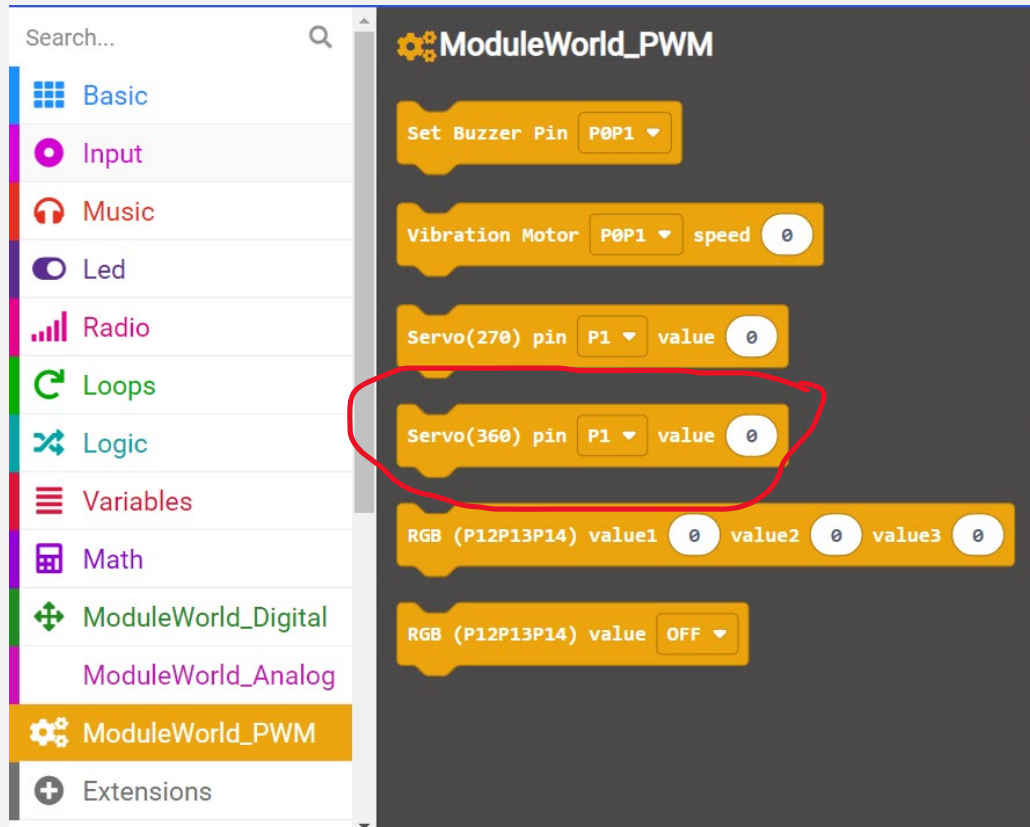 Search...
Basic
Input
Music
Led
Radio
Loops
Logic
Variables
Math
ModuleWorld_Digital
ModuleWorld_Analog
ModuleWorld_PWM
Extensions
ModuleWorld_PWM
Set Buzzer Pin P0P1
Vibration Motor P0P1 speed 0
Servo(270) pin P1 value 0
Servo(360) pin P1 value 0
RGB (P12P13P14) value1 0 value2 0 value3 0
RGB (P12P13P14) value OFF